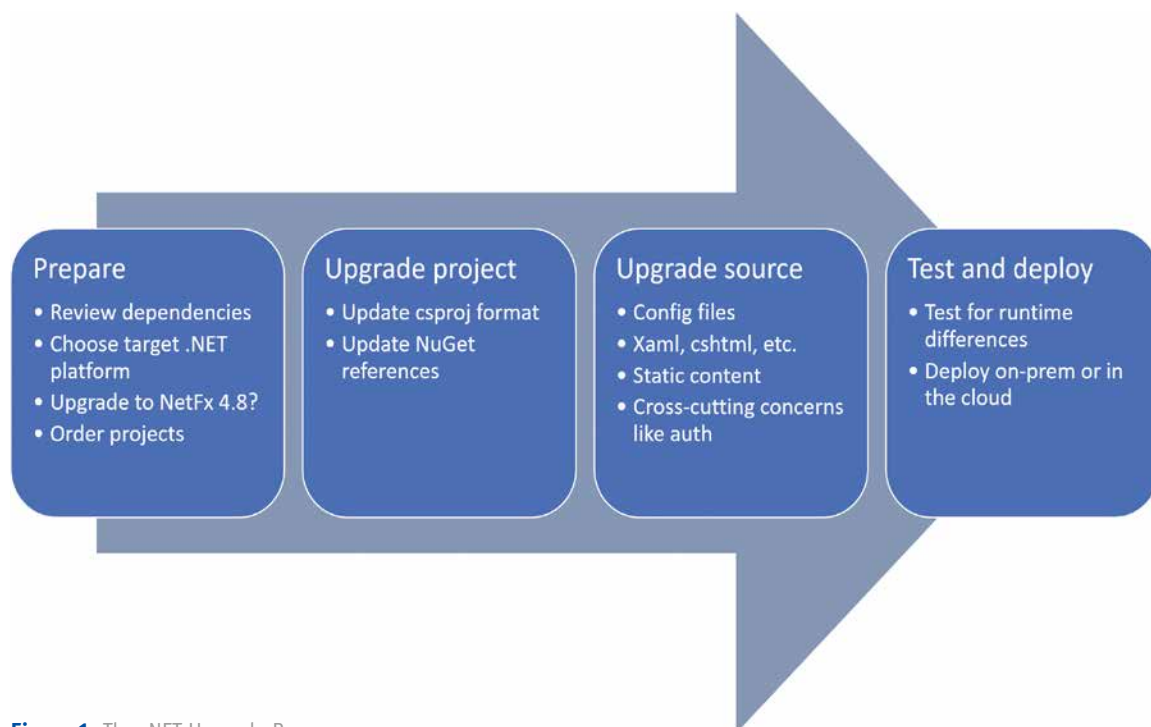 Prepare
• Review dependencies
• Choose target .NET
platform
• Upgrade to NetFx 4.8?
• Order projects
Upgrade project
• Update csproj format
• Update NuGet
references
Upgrade source
• Config files
• Xaml, cshtml, etc.
• Static content
• Cross-cutting concerns
like auth
Test and deploy
• Test for runtime
differences
• Deploy on-prem or in
the cloud